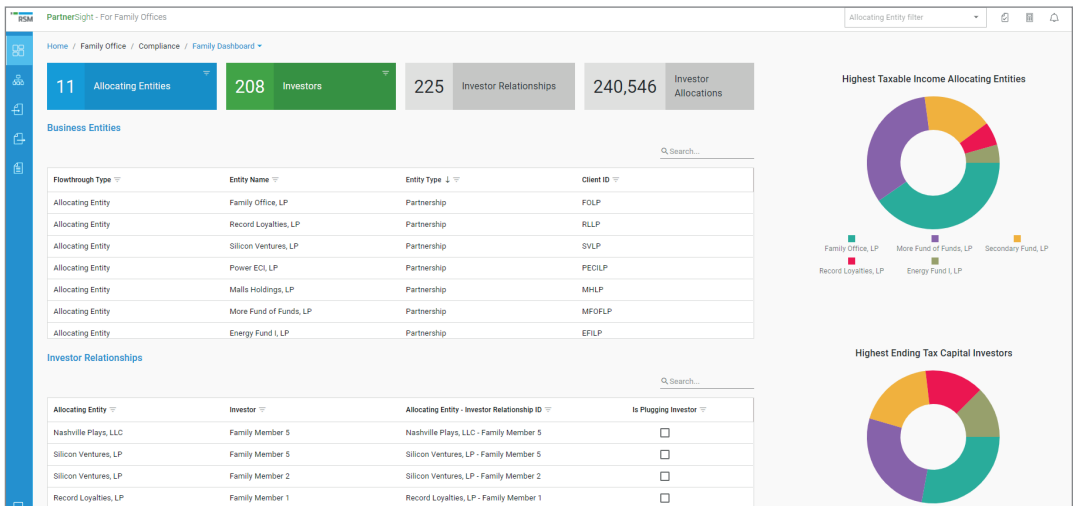 RSM PartnerSight - For Family Offices Allocating Entity filter
Home / Family Office / Compliance / Family Dashboard
11 Allocating Entities 208 Investors 225 Investor Relationships 240,546 Investor Allocations
Business Entities
Search...
Flowthrough Type Entity Name Entity Type ↓ Client ID
Allocating Entity Family Office, LP Partnership FOLP
Allocating Entity Record Loyalties, LP Partnership RLLP
Allocating Entity Silicon Ventures, LP Partnership SVLP
Allocating Entity Power ECI, LP Partnership PECILP
Allocating Entity Malls Holdings, LP Partnership MHLP
Allocating Entity More Fund of Funds, LP Partnership MFOFLP
Allocating Entity Energy Fund I, LP Partnership EFILP
Investor Relationships
Search...
Allocating Entity Investor Allocating Entity - Investor Relationship ID Is Plugging Investor
Nashville Plays, LLC Family Member 5 Nashville Plays, LLC - Family Member 5
Silicon Ventures, LP Family Member 5 Silicon Ventures, LP - Family Member 5
Silicon Ventures, LP Family Member 2 Silicon Ventures, LP - Family Member 2
Record Loyalties, LP Family Member 1 Record Loyalties, LP - Family Member 1
Highest Taxable Income Allocating Entities
Family Office, LP More Fund of Funds, LP Secondary Fund, LP
Record Loyalties, LP Energy Fund I, LP
Highest Ending Tax Capital Investors